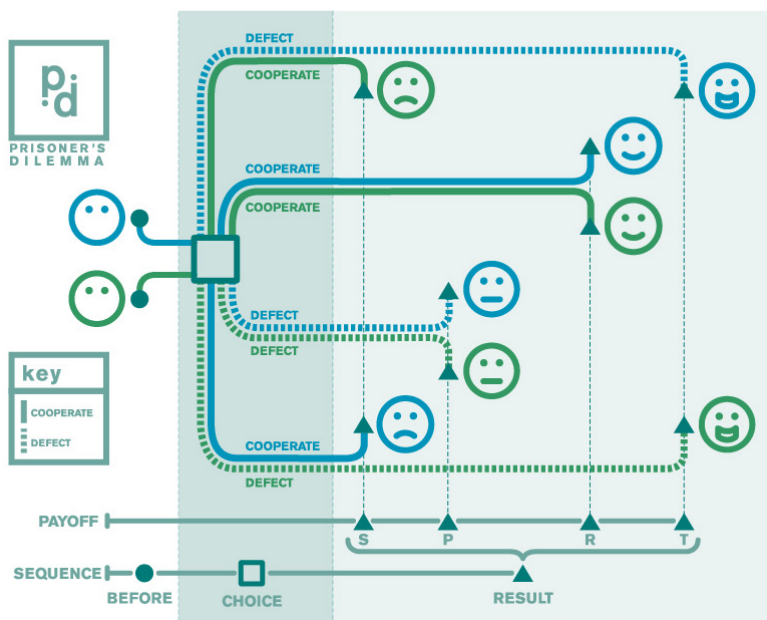 DEFECT
COOPERATE
p.d
PRISONER'S
DILEMMA
COOPERATE
COOPERATE
DEFECT
DEFECT
key
COOPERATE
DEFECT
COOPERATE
DEFECT
PAYOFF
S P R T
SEQUENCE
BEFORE CHOICE RESULT